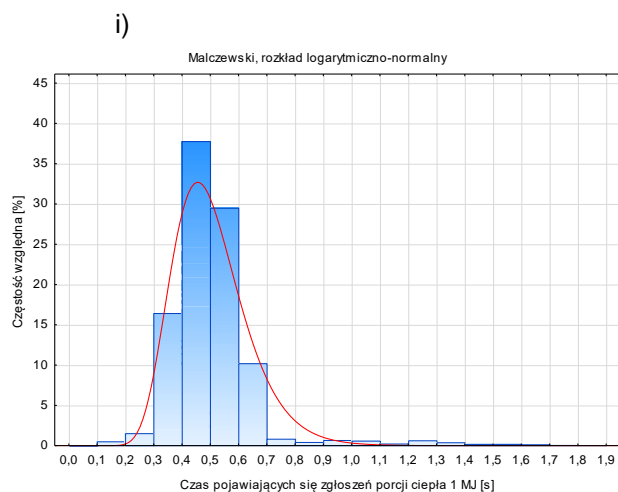 i)
Malczewski, rozkład logarytmiczno-normalny
45
40
35
30
25
20
15
10
5
0
Częstość względna [%]
0,0 0,1 0,2 0,3 0,4 0,5 0,6 0,7 0,8 0,9 1,0 1,1 1,2 1,3 1,4 1,5 1,6 1,7 1,8 1,9
Czas pojawiających się zgłoszeń porcji ciepła 1 MJ [s]